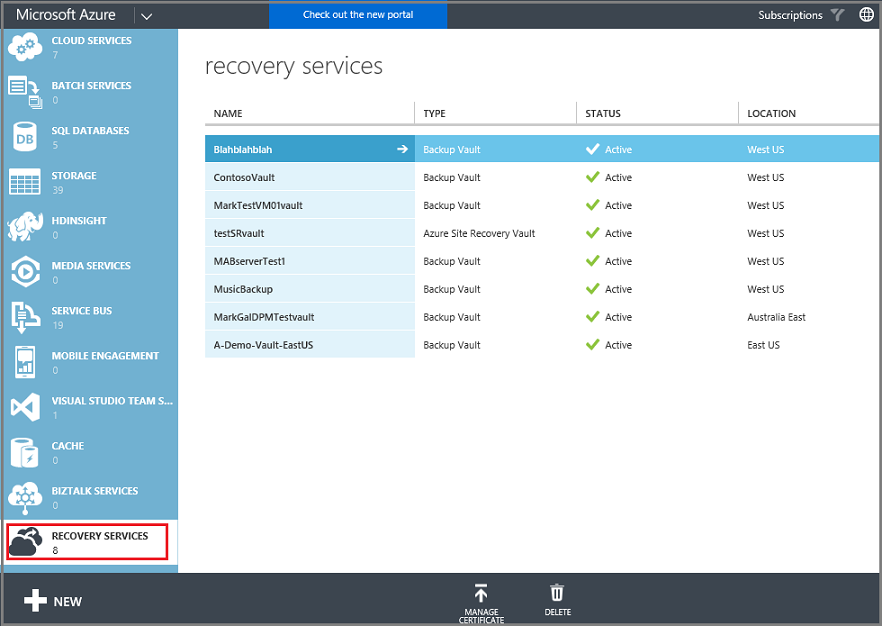 Microsoft Azure
Check out the new portal
Subscriptions
CLOUD SERVICES
7
BATCH SERVICES
0
DB
SQL DATABASES
5
STORAGE
39
HDINSIGHT
0
MEDIA SERVICES
0
SERVICE BUS
19
MOBILE ENGAGEMENT
0
VISUAL STUDIO TEAM S...
1
CACHE
0
BIZTALK SERVICES
0
RECOVERY SERVICES
8
recovery services
NAME TYPE STATUS LOCATION
Blahblahblah Backup Vault Active West US
ContosoVault Backup Vault Active West US
MarkTestVM01vault Backup Vault Active West US
testSRvault Azure Site Recovery Vault Active West US
MABserverTest1 Backup Vault Active West US
MusicBackup Backup Vault Active West US
MarkGalDPMTestvault Backup Vault Active Australia East
A-Demo-Vault-EastUS Backup Vault Active East US
NEW
MANAGE
CERTIFICATE
DELETE